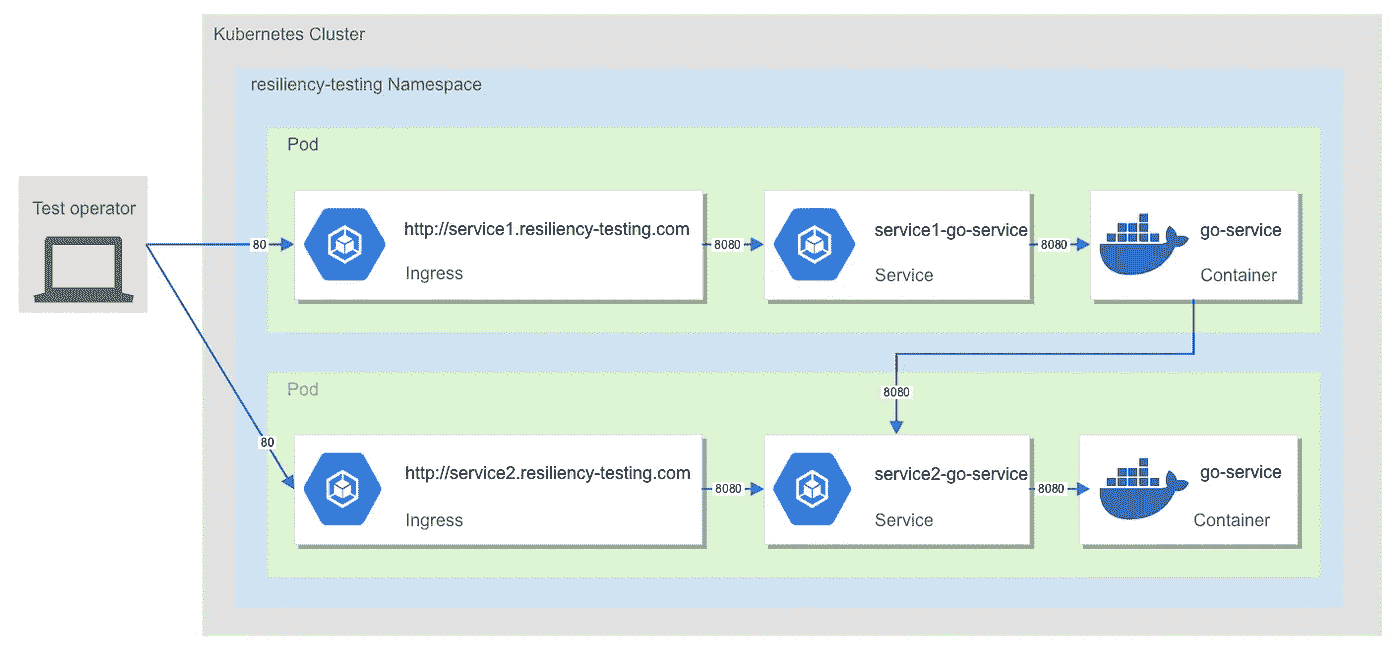 Kubernetes Cluster
resiliency-testing Namespace
Pod
Test operator
http://service1.resiliency-testing.com
Ingress
service1-go-service
Service
go-service
Container
80
8080
8080
8080
Pod
80
http://service2.resiliency-testing.com
Ingress
8080
service2-go-service
Service
8080
go-service
Container